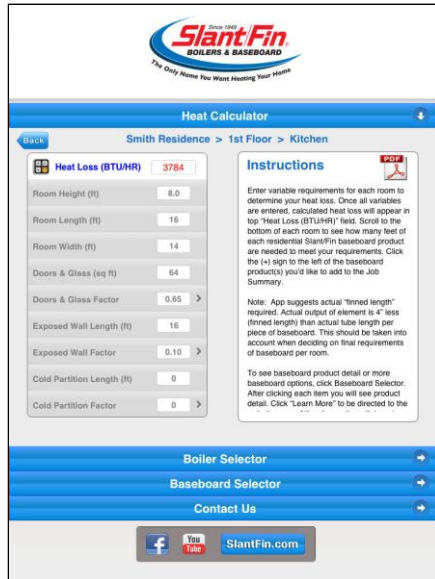 Since 1949
Slant/Fin®
BOILERS & BASEBOARD
The Only Name You Want Heating Your Home
Heat Calculator
Back
Smith Residence > 1st Floor > Kitchen
Heat Loss (BTU/HR) 3784
Room Height (ft) 8.0
Room Length (ft) 16
Room Width (ft) 14
Doors & Glass (sq ft) 64
Doors & Glass Factor 0.65 >
Exposed Wall Length (ft) 16
Exposed Wall Factor 0.10 >
Cold Partition Length (ft) 0
Cold Partition Factor 0 >
Instructions
PDF
Enter variable requirements for each room to
determine your heat loss. Once all variables
are entered, calculated heat loss will appear in
top “Heat Loss (BTU/HR)” field. Scroll to the
bottom of each room to see how many feet of
each residential Slant/Fin baseboard product
are needed to meet your requirements. Click
the (+) sign to the left of the baseboard
product(s) you’d like to add to the Job
Summary.
Note: App suggests actual “finned length”
required. Actual output of element is 4” less
(finned length) than actual tube length per
piece of baseboard. This should be taken into
account when deciding on final requirements
of baseboard per room.
To see baseboard product detail or more
baseboard options, click Baseboard Selector.
After clicking each item you will see product
detail. Click “Learn More” to be directed to the
Boiler Selector
Baseboard Selector
Contact Us
f
You
Tube
SlantFin.com